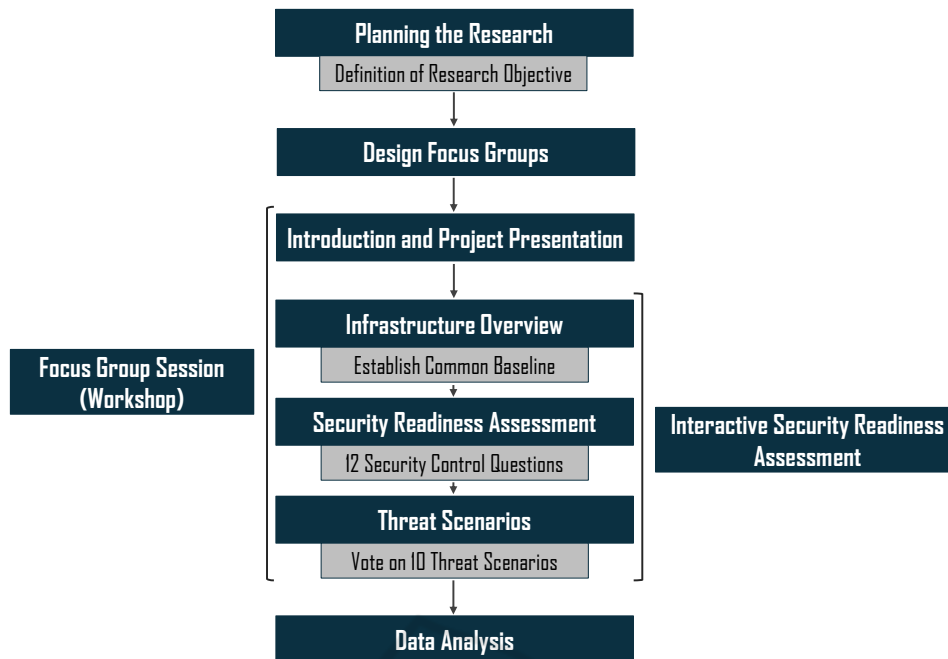 Planning the Research
Definition of Research Objective
Design Focus Groups
Introduction and Project Presentation
Infrastructure Overview
Establish Common Baseline
Focus Group Session
(Workshop)
Security Readiness Assessment
12 Security Control Questions
Interactive Security Readiness
Assessment
Threat Scenarios
Vote on 10 Threat Scenarios
Data Analysis